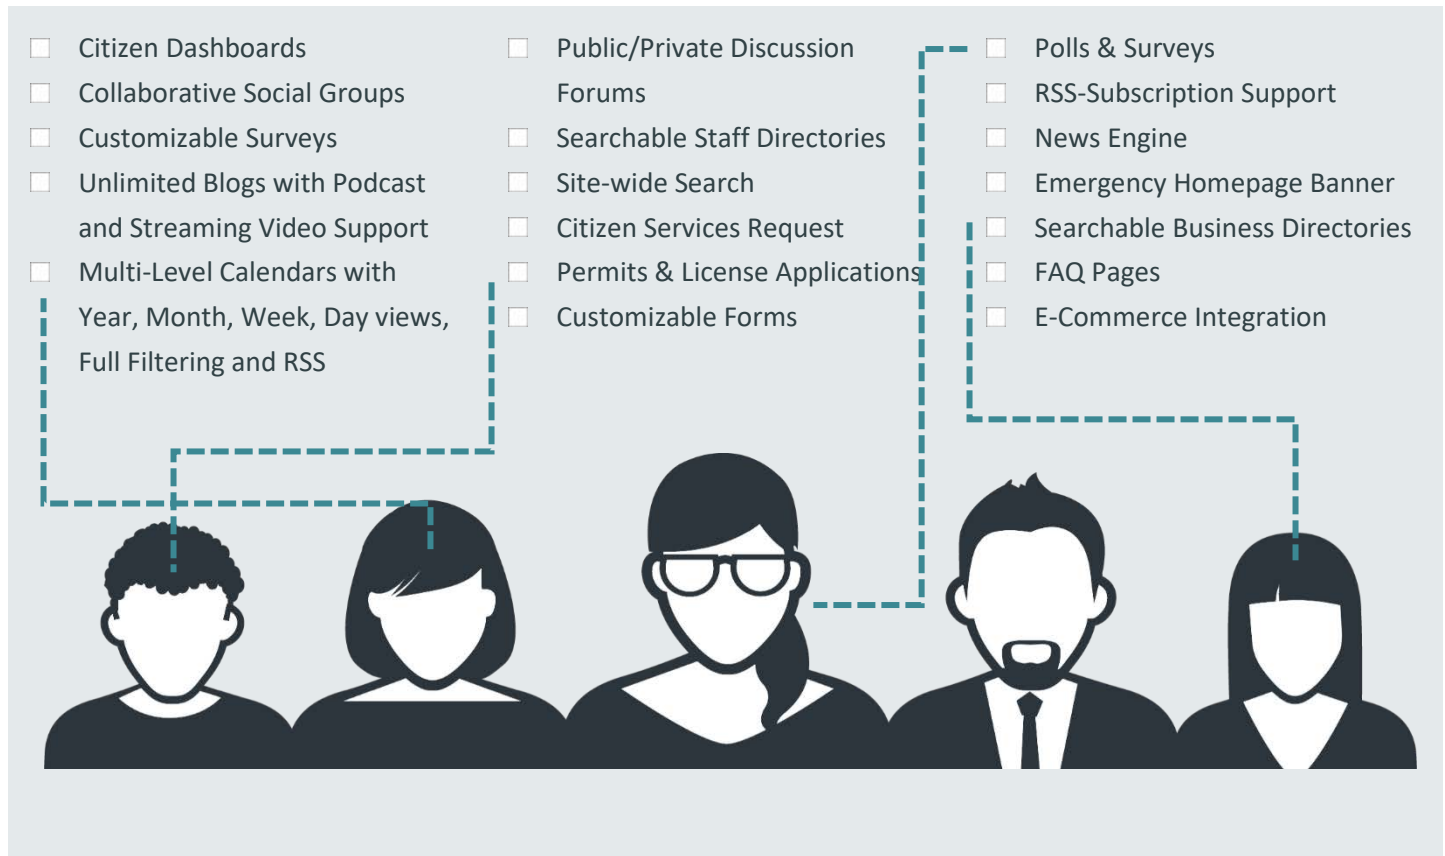 Citizen Dashboards
Collaborative Social Groups
Customizable Surveys
Unlimited Blogs with Podcast
and Streaming Video Support
Multi-Level Calendars with
Year, Month, Week, Day views,
Full Filtering and RSS
Public/Private Discussion
Forums
Searchable Staff Directories
Site-wide Search
Citizen Services Request
Permits & License Applications
Customizable Forms
Polls & Surveys
RSS-Subscription Support
News Engine
Emergency Homepage Banner
Searchable Business Directories
FAQ Pages
E-Commerce Integration